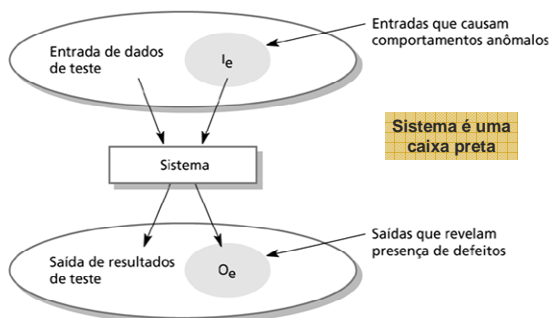 Entrada de dados
de teste
Ie
Entradas que causam
comportamentos anômalos
Sistema é uma
caixa preta
Sistema
Saída de resultados
de teste
Oe
Saídas que revelam
presença de defeitos